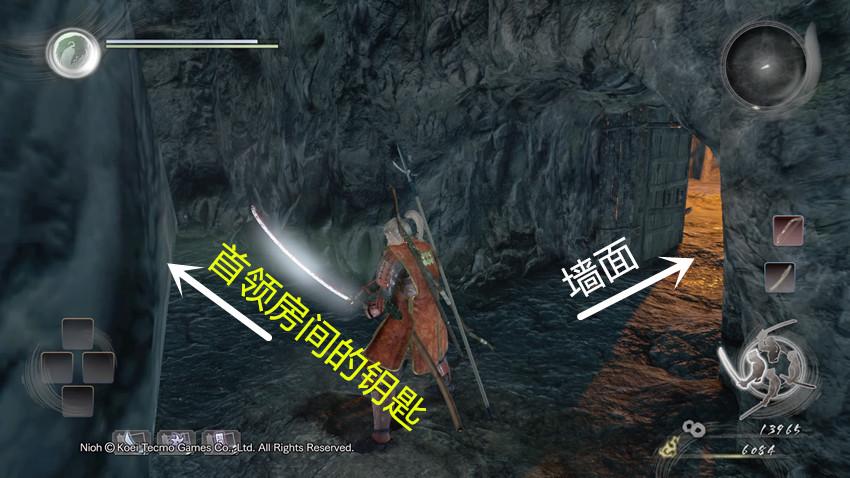 墙面
首领房间的钥匙
13965
6084
Nioh © Koei Tecmo Games Co., Ltd. All Rights Reserved.